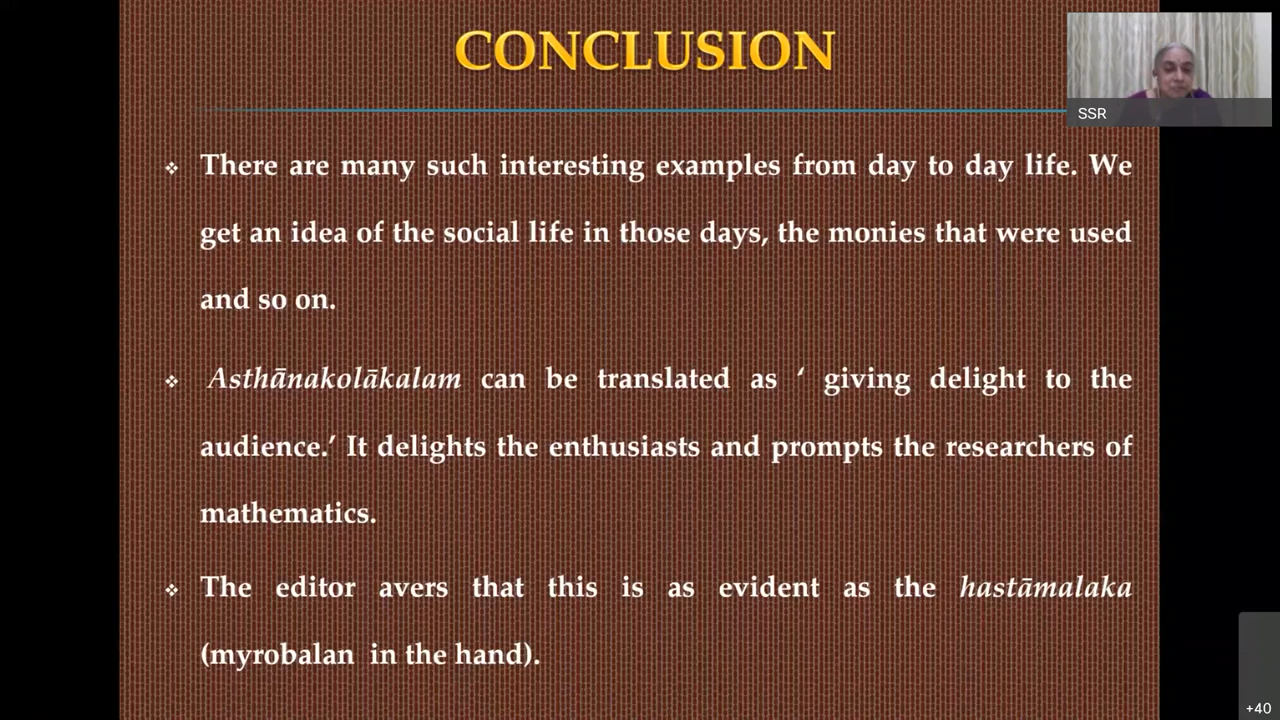 CONCLUSION
SSR
❖ There are many such interesting examples from day to day life. We
get an idea of the social life in those days, the monies that were used
and so on.
❖ Asthānakolākalam can be translated as ‘ giving delight to the
audience.’ It delights the enthusiasts and prompts the researchers of
mathematics.
❖ The editor avers that this is as evident as the hastāmalaka
(myrobalan in the hand).
+40